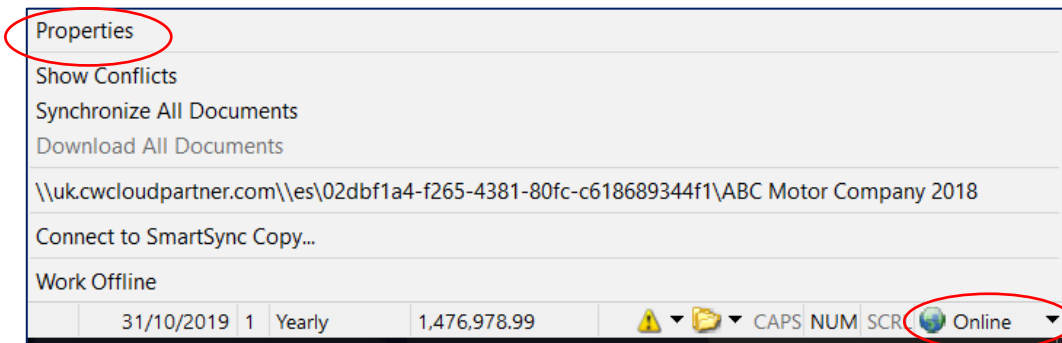 Properties
Show Conflicts
Synchronize All Documents
Download All Documents
\\uk.cwcloudpartner.com\\es\02dbf1a4-f265-4381-80fc-c618689344f1\ABC Motor Company 2018
Connect to SmartSync Copy...
Work Offline
31/10/2019 1 Yearly 1,476,978.99 CAPS NUM SCRL Online